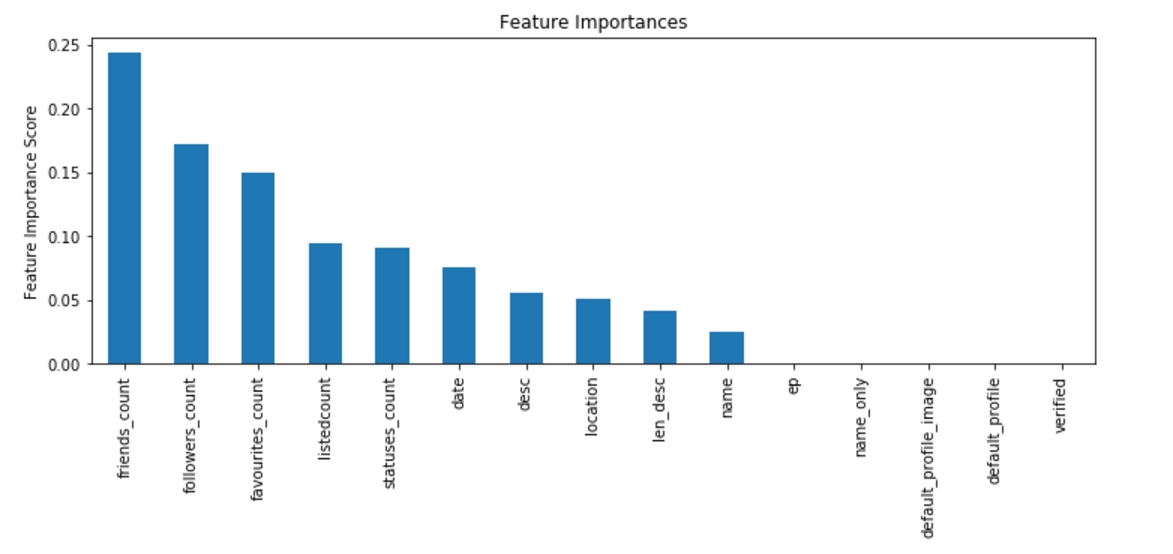 Feature Importances
Feature Importance Score
0.25
0.20
0.15
0.10
0.05
0.00
friends_count
followers_count
favourites_count
listedcount
statuses_count
date
desc
location
len_desc
name
ep
name_only
default_profile_image
default_profile
verified